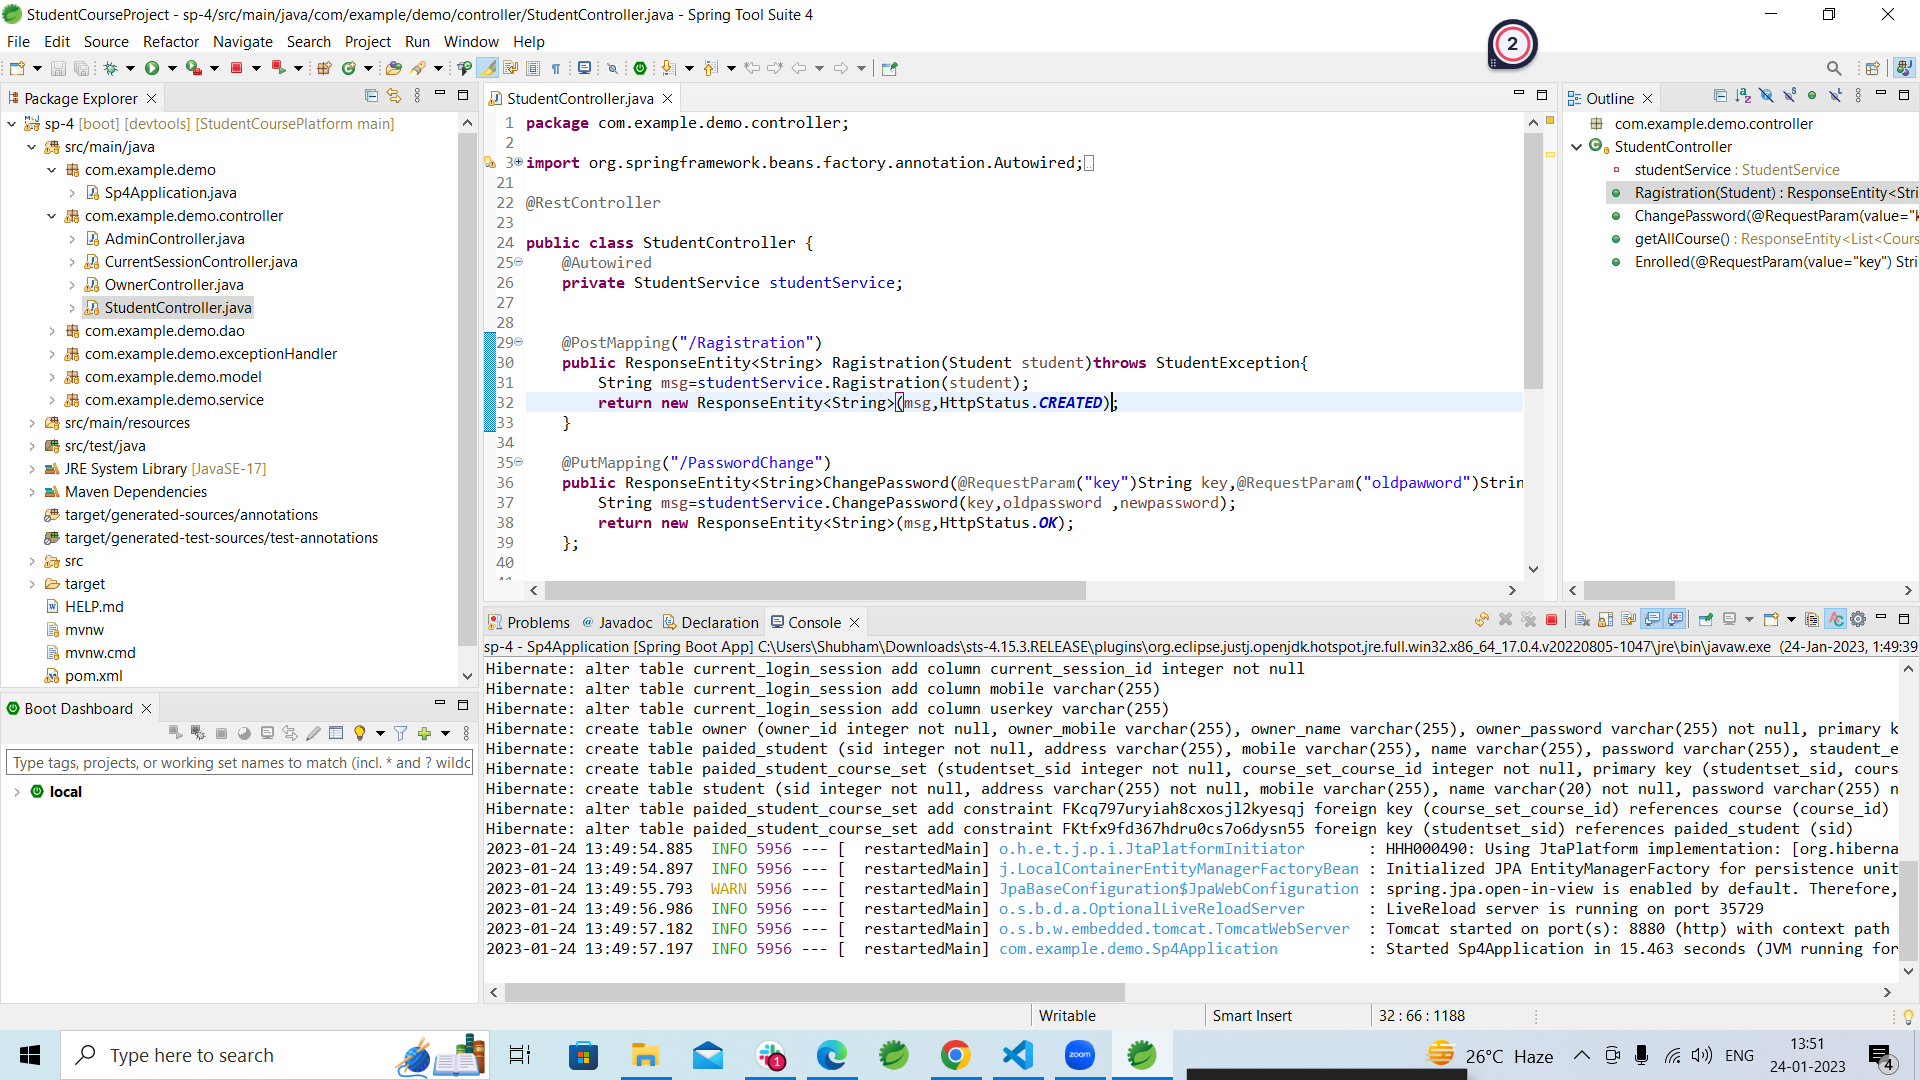 StudentCourseProject - sp-4/src/main/java/com/example/demo/controller/StudentController.java - Spring Tool Suite 4
File Edit Source Refactor Navigate Search Project Run Window Help
2
Package Explorer
sp-4 [boot] [devtools] [StudentCoursePlatform main]
src/main/java
com.example.demo
Sp4Application.java
com.example.demo.controller
AdminController.java
CurrentSessionController.java
OwnerController.java
StudentController.java
com.example.demo.dao
com.example.demo.exceptionHandler
com.example.demo.model
com.example.demo.service
src/main/resources
src/test/java
JRE System Library [JavaSE-17]
Maven Dependencies
target/generated-sources/annotations
target/generated-test-sources/test-annotations
src
target
HELP.md
mvnw
mvnw.cmd
pom.xml
Boot Dashboard
Type tags, projects, or working set names to match (incl. * and ? wildc
local
StudentController.java
1 package com.example.demo.controller;
2
3 import org.springframework.beans.factory.annotation.Autowired;
21
22 @RestController
23
24 public class StudentController {
25 @Autowired
26 private StudentService studentService;
27
28
29 @PostMapping("/Ragistration")
30 public ResponseEntity<String> Ragistration(Student student)throws StudentException{
31 String msg=studentService.Ragistration(student);
32 return new ResponseEntity<String>(msg,HttpStatus.CREATED);
33 }
34
35 @PutMapping("/PasswordChange")
36 public ResponseEntity<String>ChangePassword(@RequestParam("key")String key,@RequestParam("oldpawword")Strin
37 String msg=studentService.ChangePassword(key,oldpassword ,newpassword);
38 return new ResponseEntity<String>(msg,HttpStatus.OK);
39 };
40
Outline
com.example.demo.controller
StudentController
studentService : StudentService
Ragistration(Student) : ResponseEntity<Stri
ChangePassword(@RequestParam(value="k
getAllCourse() : ResponseEntity<List<Cours
Enrolled(@RequestParam(value="key") Stri
Problems @ Javadoc Declaration Console
sp-4 - Sp4Application [Spring Boot App] C:\Users\Shubham\Downloads\sts-4.15.3.RELEASE\plugins\org.eclipse.justj.openjdk.hotspot.jre.full.win32.x86_64_17.0.4.v20220805-1047\jre\bin\javaw.exe (24-Jan-2023, 1:49:39
Hibernate: alter table current_login_session add column current_session_id integer not null
Hibernate: alter table current_login_session add column mobile varchar(255)
Hibernate: alter table current_login_session add column userkey varchar(255)
Hibernate: create table owner (owner_id integer not null, owner_mobile varchar(255), owner_name varchar(255), owner_password varchar(255) not null, primary k
Hibernate: create table paided_student (sid integer not null, address varchar(255), mobile varchar(255), name varchar(255), password varchar(255), staudent_e
Hibernate: create table paided_student_course_set (studentset_sid integer not null, course_set_course_id integer not null, primary key (studentset_sid, cours
Hibernate: create table student (sid integer not null, address varchar(255) not null, mobile varchar(255), name varchar(20) not null, password varchar(255) n
Hibernate: alter table paided_student_course_set add constraint FKcq797uryiah8cxosjl2kyesqj foreign key (course_set_course_id) references course (course_id)
Hibernate: alter table paided_student_course_set add constraint FKtfx9fd367hdru0cs7o6dysn55 foreign key (studentset_sid) references paided_student (sid)
2023-01-24 13:49:54.885 INFO 5956 --- [ restartedMain] o.h.e.t.j.p.i.JtaPlatformInitiator : HHH000490: Using JtaPlatform implementation: [org.hiberna
2023-01-24 13:49:54.897 INFO 5956 --- [ restartedMain] j.LocalContainerEntityManagerFactoryBean : Initialized JPA EntityManagerFactory for persistence unit
2023-01-24 13:49:55.793 WARN 5956 --- [ restartedMain] JpaBaseConfiguration$JpaWebConfiguration : spring.jpa.open-in-view is enabled by default. Therefore,
2023-01-24 13:49:56.986 INFO 5956 --- [ restartedMain] o.s.b.d.a.OptionalLiveReloadServer : LiveReload server is running on port 35729
2023-01-24 13:49:57.182 INFO 5956 --- [ restartedMain] o.s.b.w.embedded.tomcat.TomcatWebServer : Tomcat started on port(s): 8880 (http) with context path
2023-01-24 13:49:57.197 INFO 5956 --- [ restartedMain] com.example.demo.Sp4Application : Started Sp4Application in 15.463 seconds (JVM running for
Writable Smart Insert 32 : 66 : 1188
Type here to search
1
zoom
26°C Haze
ENG
13:51
24-01-2023
4